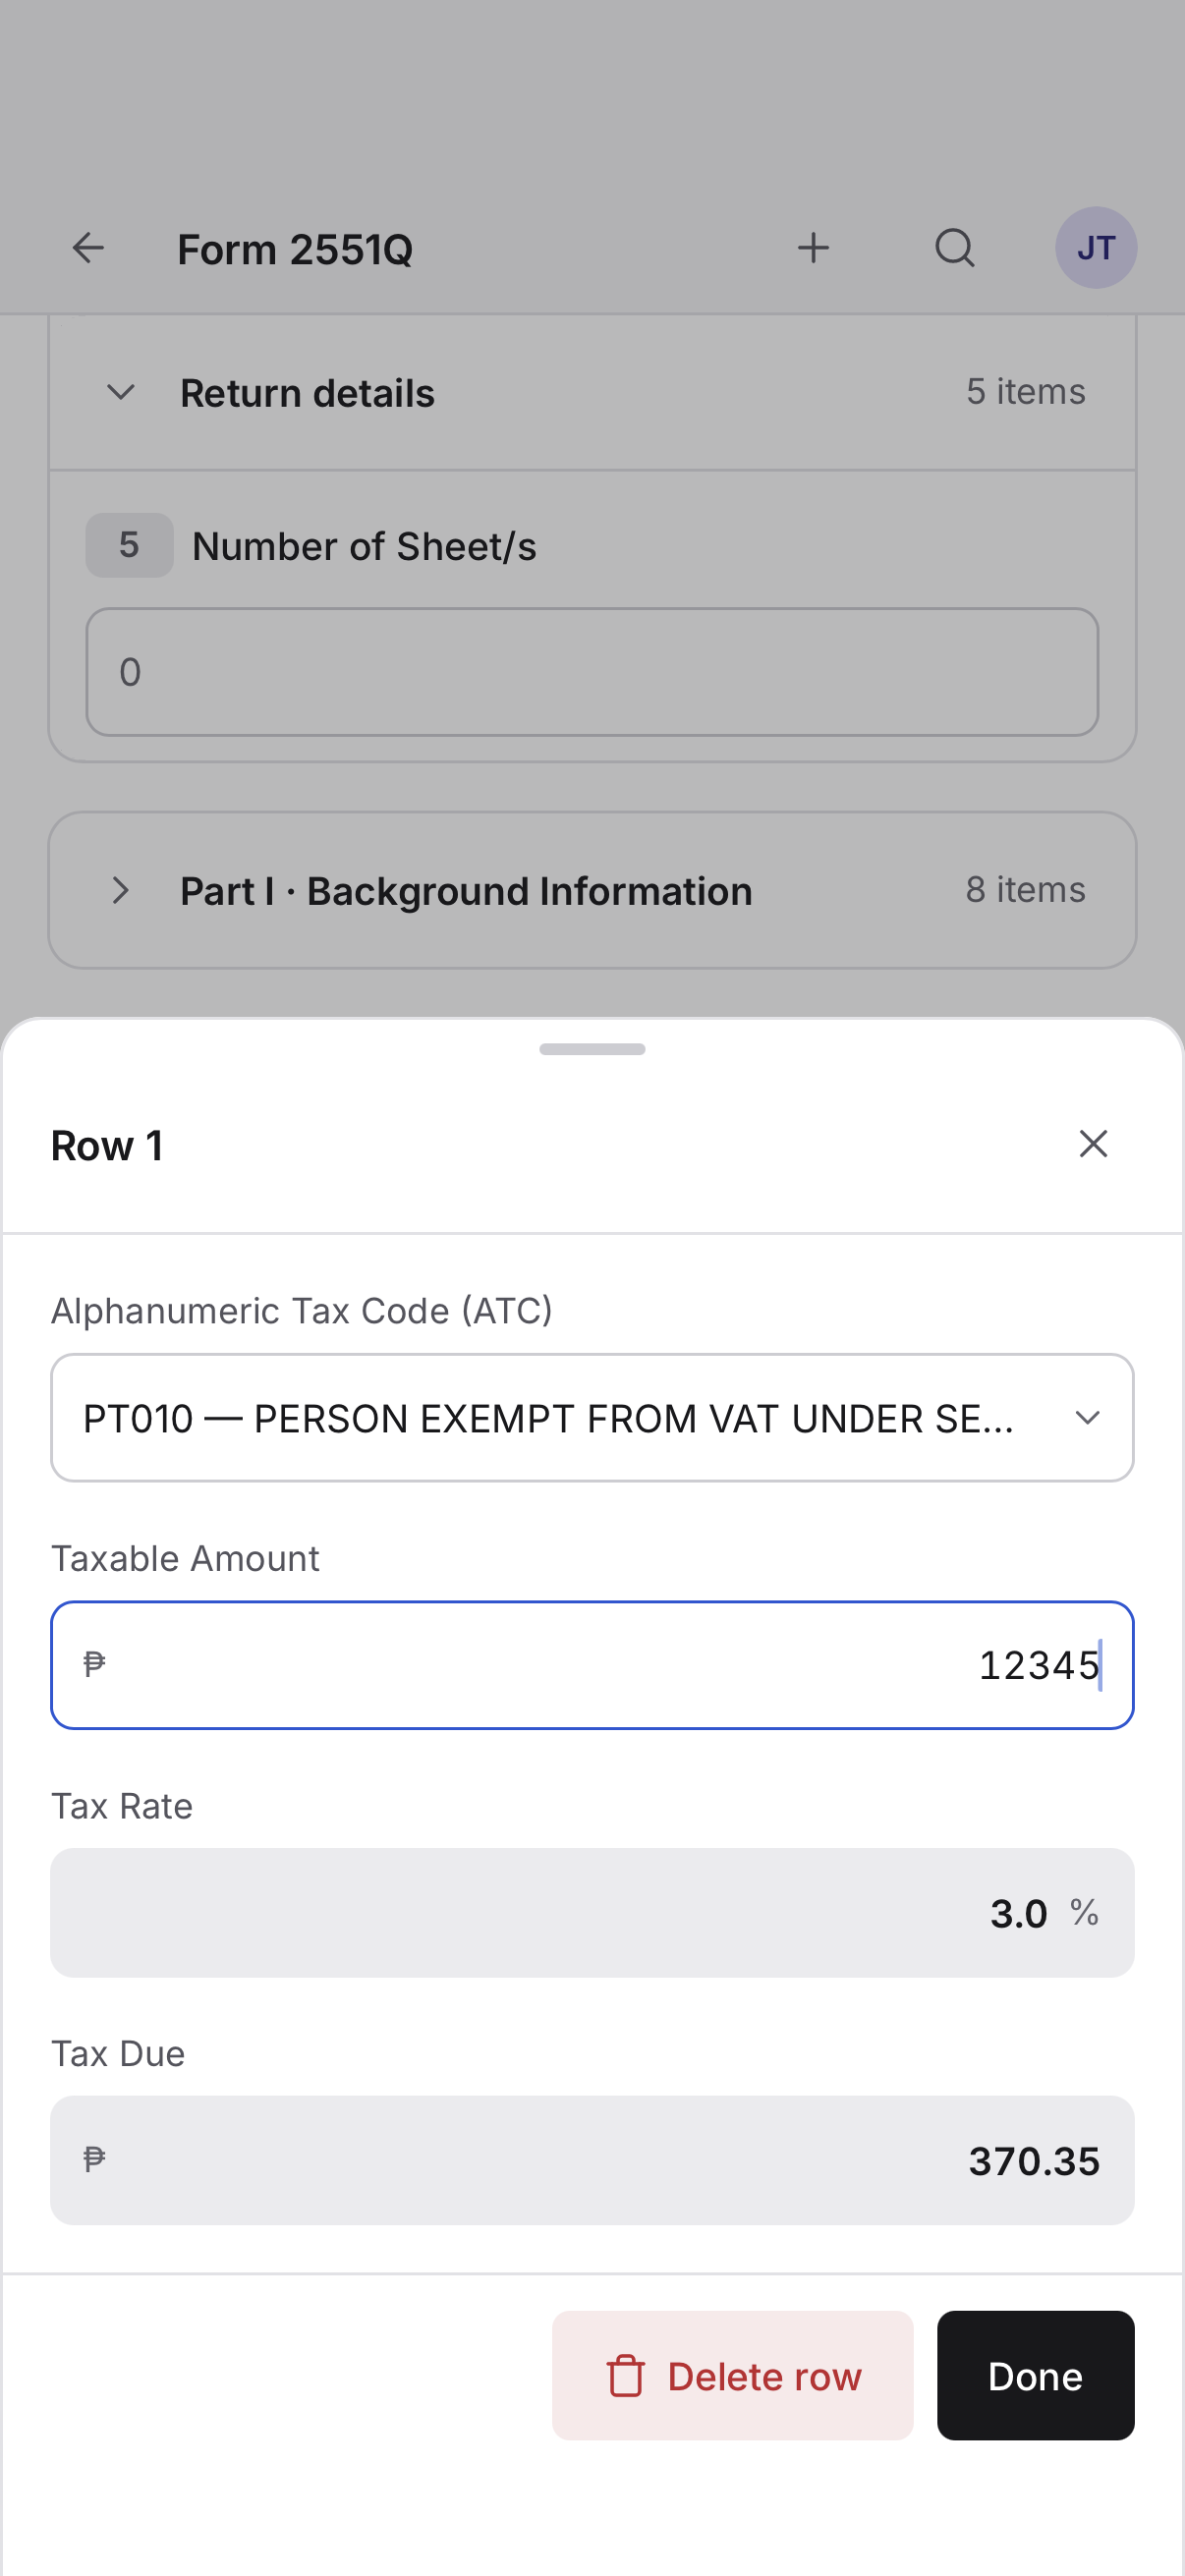 Form 2551Q
JT
Return details
5 items
5
Number of Sheet/s
0
Part I · Background Information
8 items
Row 1
Alphanumeric Tax Code (ATC)
PT010 — PERSON EXEMPT FROM VAT UNDER SE...
Taxable Amount
₱ 12345
Tax Rate
3.0 %
Tax Due
₱ 370.35
Delete row
Done